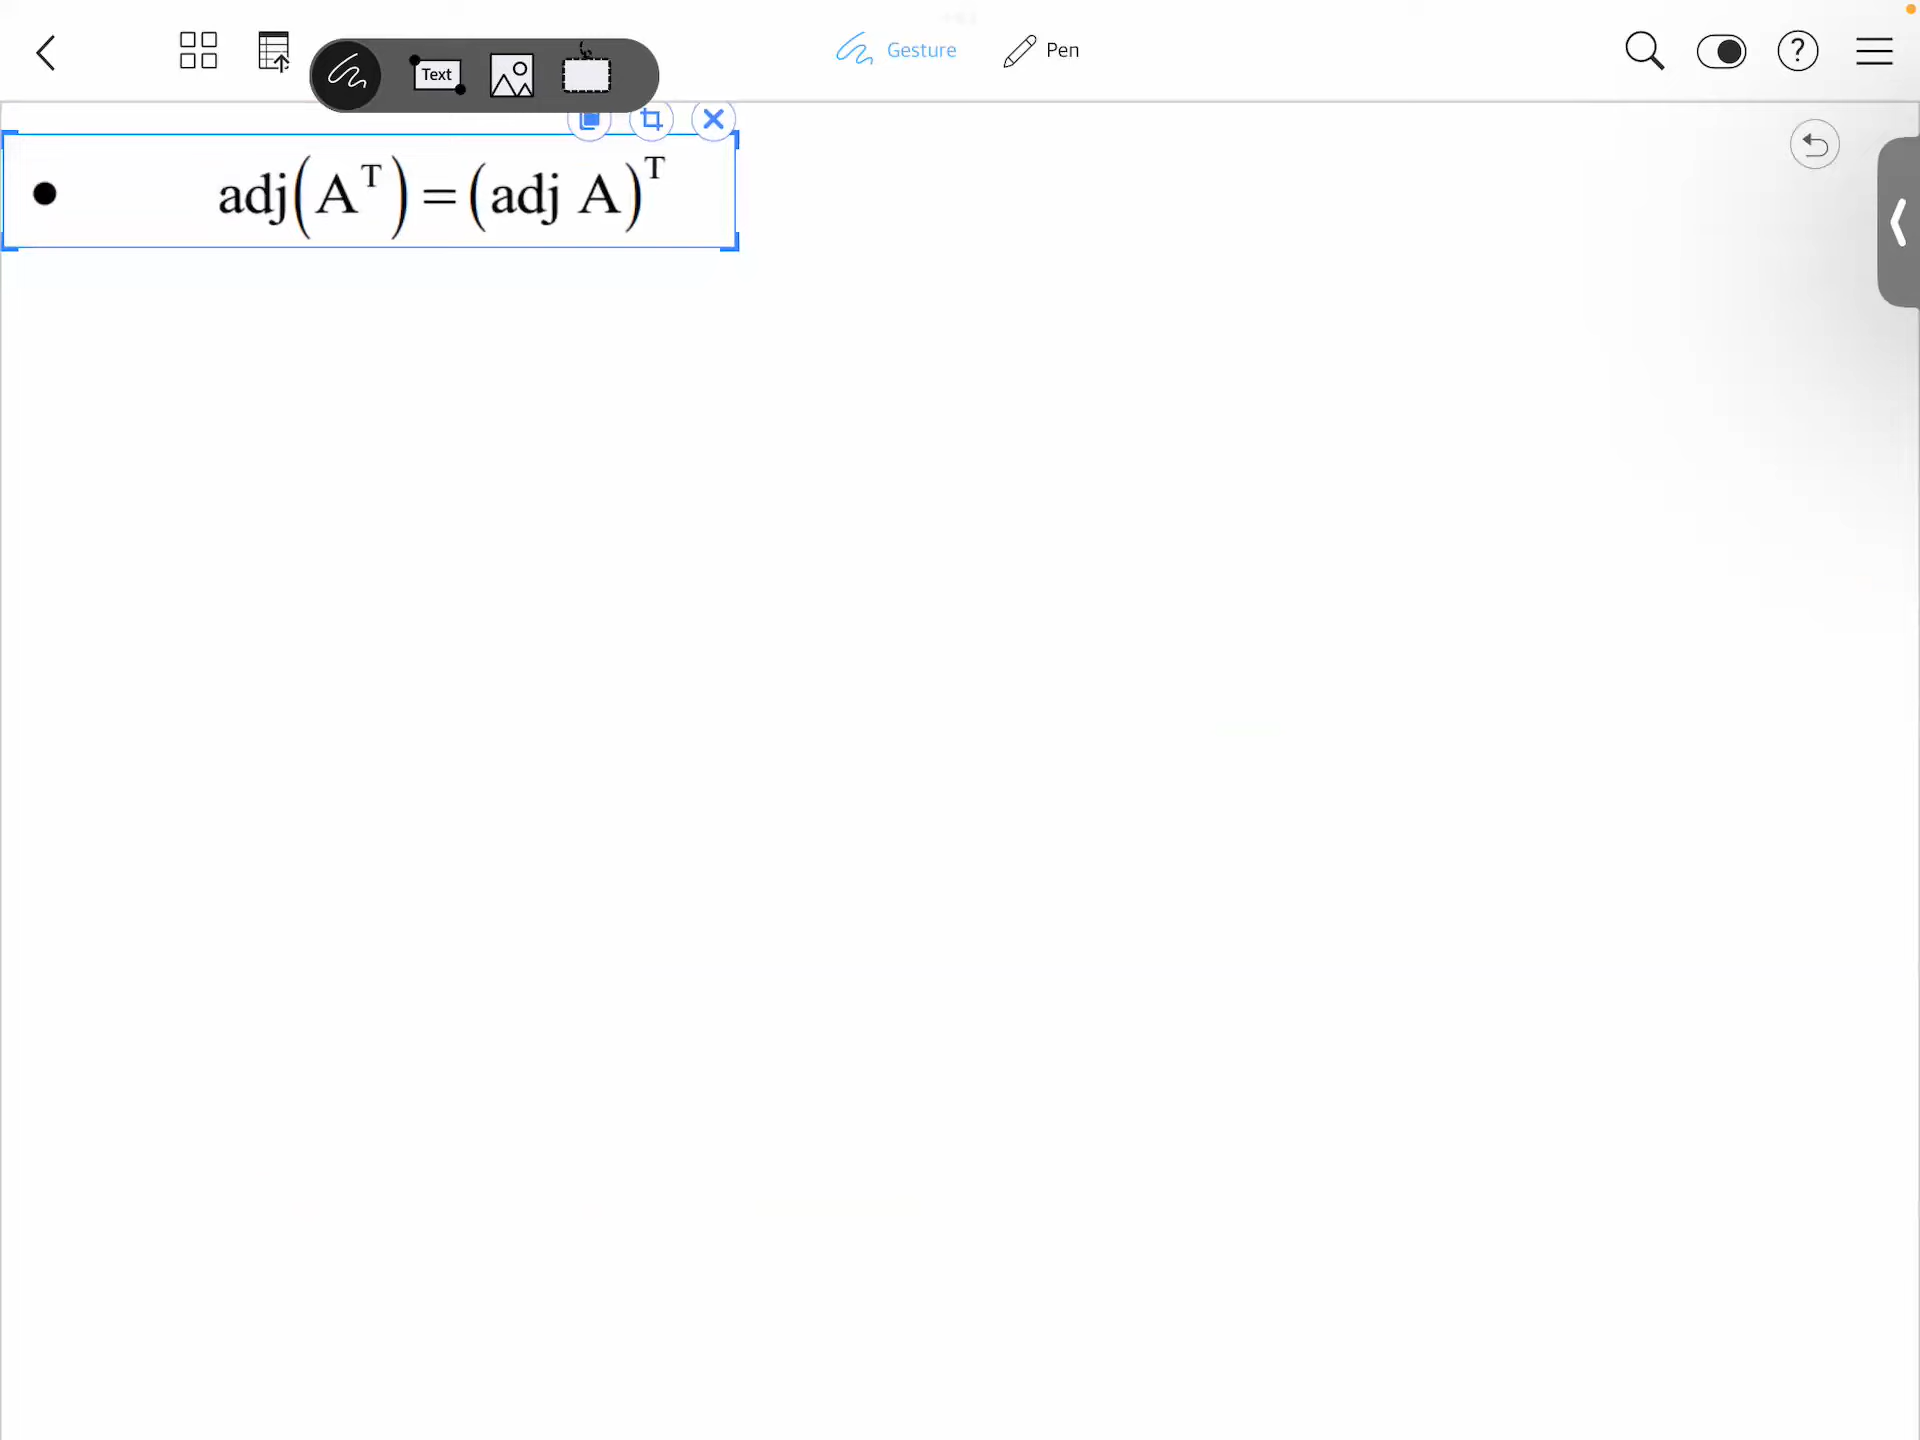 Text
Gesture
Pen
?
• adj(Aᵀ) = (adj A)ᵀ